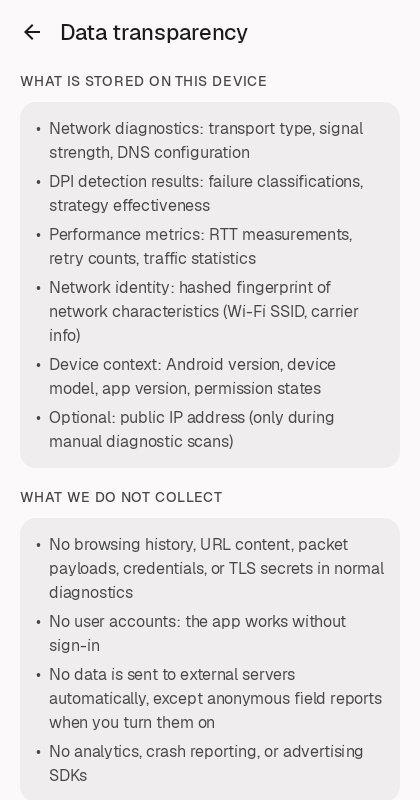 Data transparency
WHAT IS STORED ON THIS DEVICE
• Network diagnostics: transport type, signal
strength, DNS configuration
• DPI detection results: failure classifications,
strategy effectiveness
• Performance metrics: RTT measurements,
retry counts, traffic statistics
• Network identity: hashed fingerprint of
network characteristics (Wi-Fi SSID, carrier
info)
• Device context: Android version, device
model, app version, permission states
• Optional: public IP address (only during
manual diagnostic scans)
WHAT WE DO NOT COLLECT
• No browsing history, URL content, packet
payloads, credentials, or TLS secrets in normal
diagnostics
• No user accounts: the app works without
sign-in
• No data is sent to external servers
automatically, except anonymous field reports
when you turn them on
• No analytics, crash reporting, or advertising
SDKs